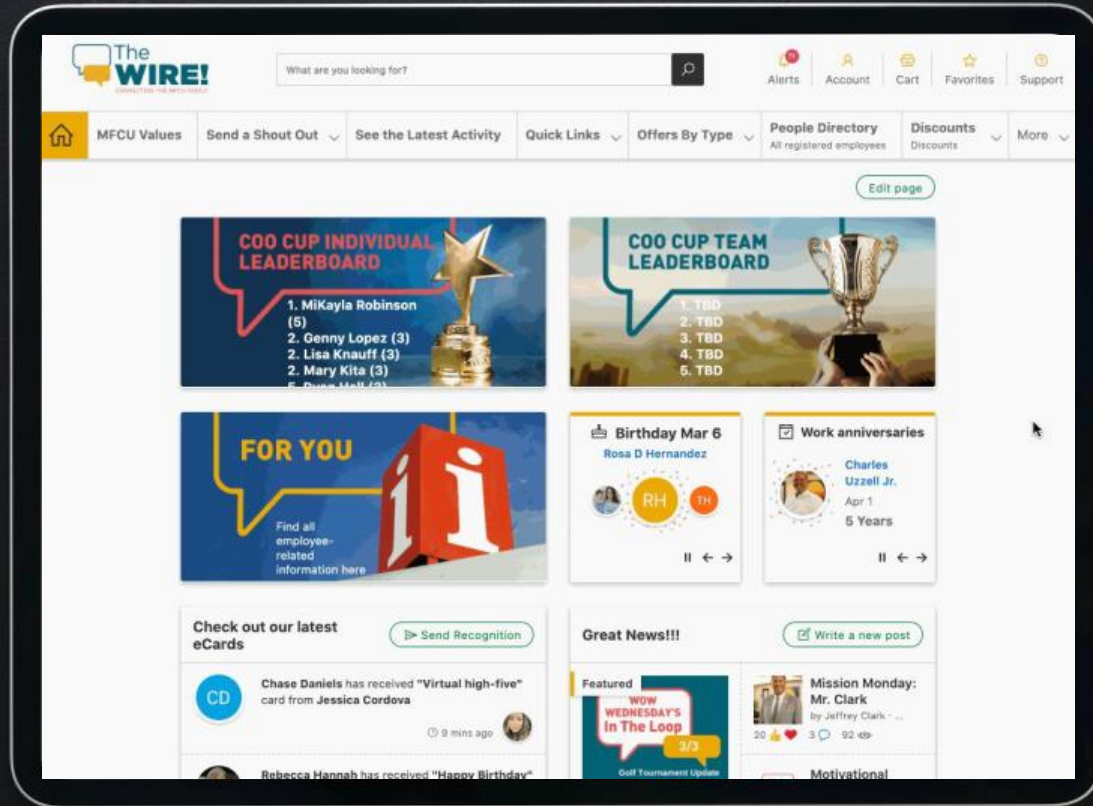 The
WIRE!
CONNECTING THE MFCU FAMILY
What are you looking for?
Alerts
Account
Cart
Favorites
Support
MFCU Values
Send a Shout Out
See the Latest Activity
Quick Links
Offers By Type
People Directory
All registered employees
Discounts
Discounts
More
Edit page
COO CUP INDIVIDUAL
LEADERBOARD
1. MiKayla Robinson
(5)
2. Genny Lopez (3)
2. Lisa Knauff (3)
2. Mary Kita (3)
COO CUP TEAM
LEADERBOARD
1. TBD
2. TBD
3. TBD
4. TBD
5. TBD
FOR YOU
Find all
employee-
related
information here
i i
Birthday Mar 6
Rosa D Hernandez
RH
TH
Work anniversaries
Charles
Uzzell Jr.
Apr 1
5 Years
Check out our latest
eCards
Send Recognition
CD
Chase Daniels has received "Virtual high-five"
card from Jessica Cordova
9 mins ago
Rebecca Hannah has received "Happy Birthday"
Great News!!!
Write a new post
Featured
WOW
WEDNESDAY'S
In The Loop
3/3
Golf Tournament Update
Mission Monday:
Mr. Clark
by Jeffrey Clark - ...
20
3
92
Motivational